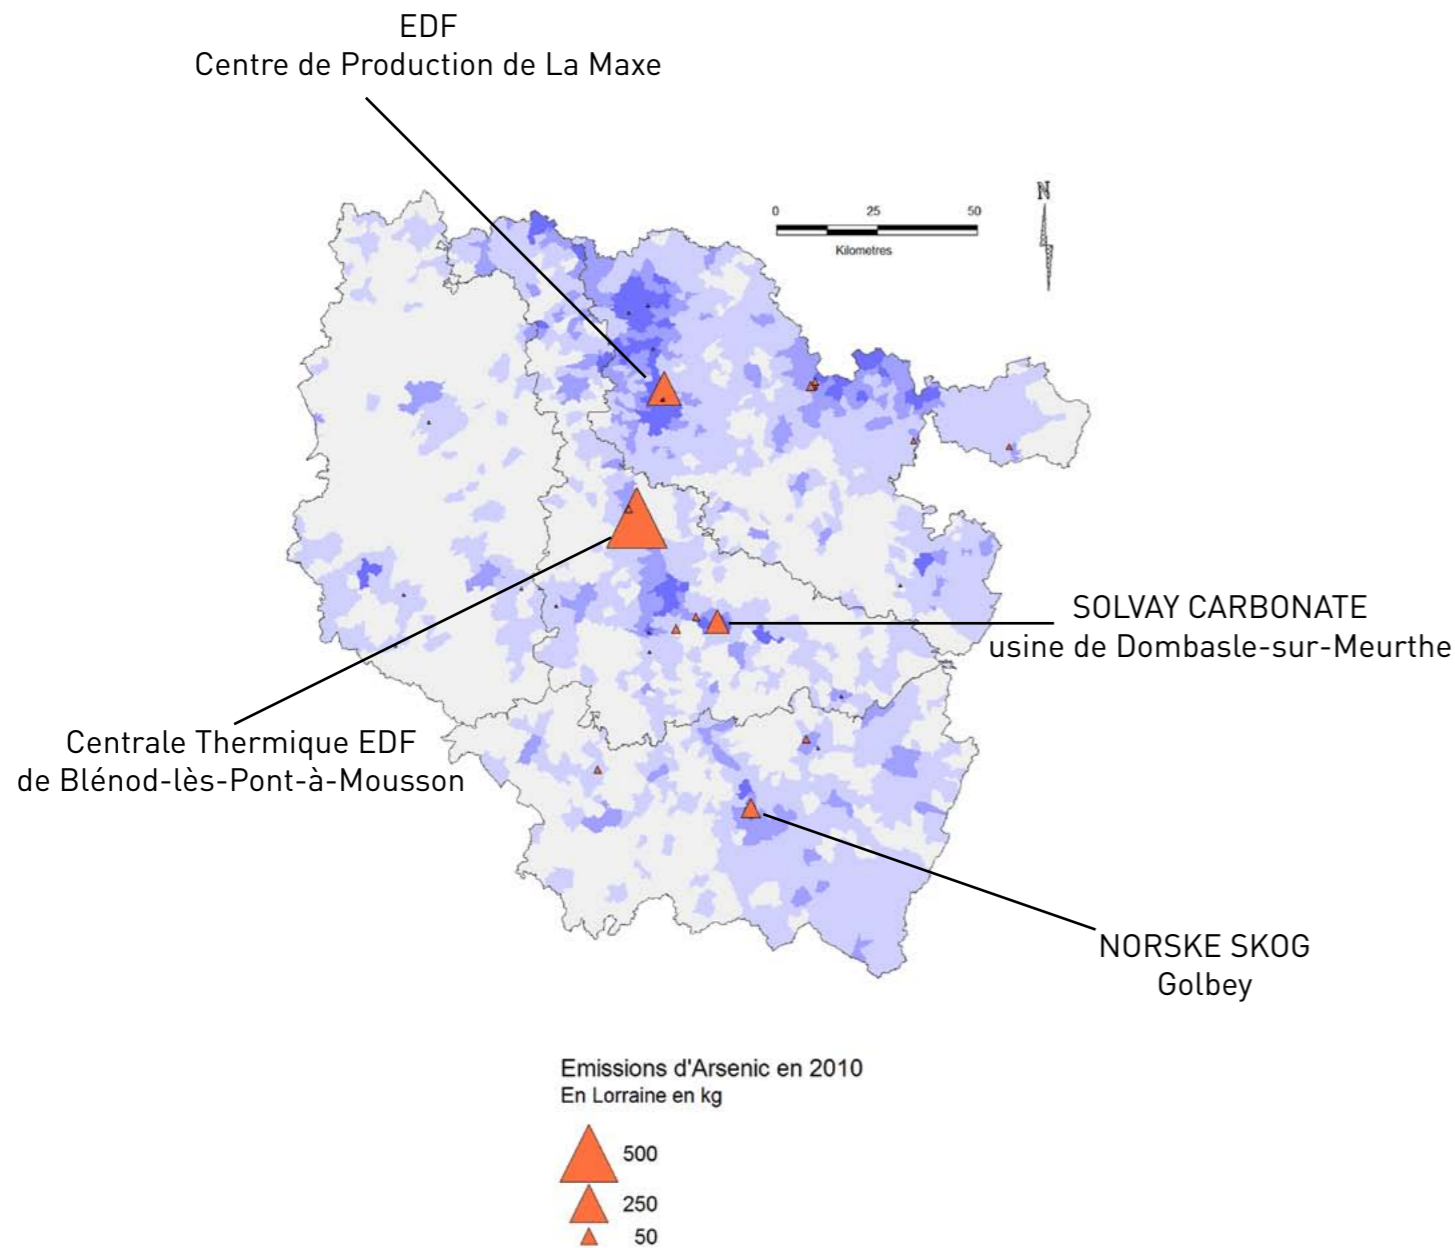 EDF
Centre de Production de La Maxe
N
0 25 50
Kilometres
SOLVAY CARBONATE
usine de Dombasle-sur-Meurthe
Centrale Thermique EDF
de Blénod-lès-Pont-à-Mousson
NORSKE SKOG
Golbey
Emissions d'Arsenic en 2010
En Lorraine en kg
500
250
50